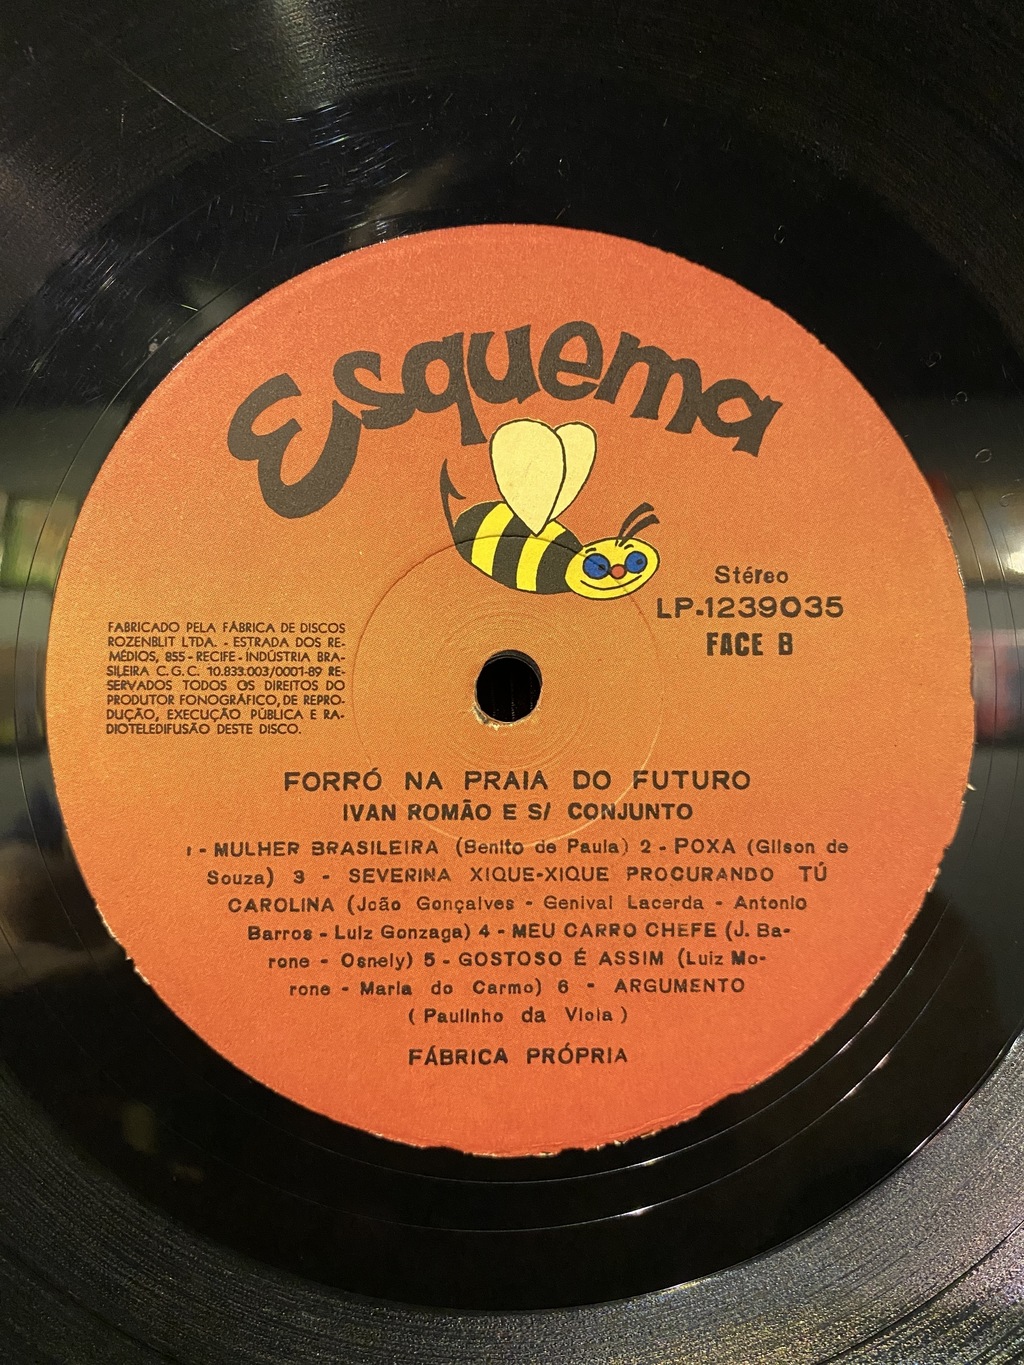 Esquema
Stéreo
LP-1239035
FACE B
FABRICADO PELA FÁBRICA DE DISCOS
ROZENBLIT LTDA. - ESTRADA DOS RE-
MÉDIOS, 855 - RECIFE - INDÚSTRIA BRA-
SILEIRA C.G.C. 10.833.003/0001-89 RE-
SERVADOS TODOS OS DIREITOS DO
PRODUTOR FONOGRÁFICO, DE REPRO-
DUÇÃO, EXECUÇÃO PÚBLICA E RA-
DIOTELEDIFUSÃO DESTE DISCO.
FORRÓ NA PRAIA DO FUTURO
IVAN ROMÃO E S/ CONJUNTO
1 - MULHER BRASILEIRA (Benito de Paula) 2 - POXA (Gilson de
Souza) 3 - SEVERINA XIQUE-XIQUE PROCURANDO TÚ
CAROLINA (João Gonçalves - Genival Lacerda - Antonio
Barros - Luiz Gonzaga) 4 - MEU CARRO CHEFE (J. Ba-
rone - Osnely) 5 - GOSTOSO É ASSIM (Luiz Mo-
rone - Maria do Carmo) 6 - ARGUMENTO
(Paulinho da Viola)
FÁBRICA PRÓPRIA